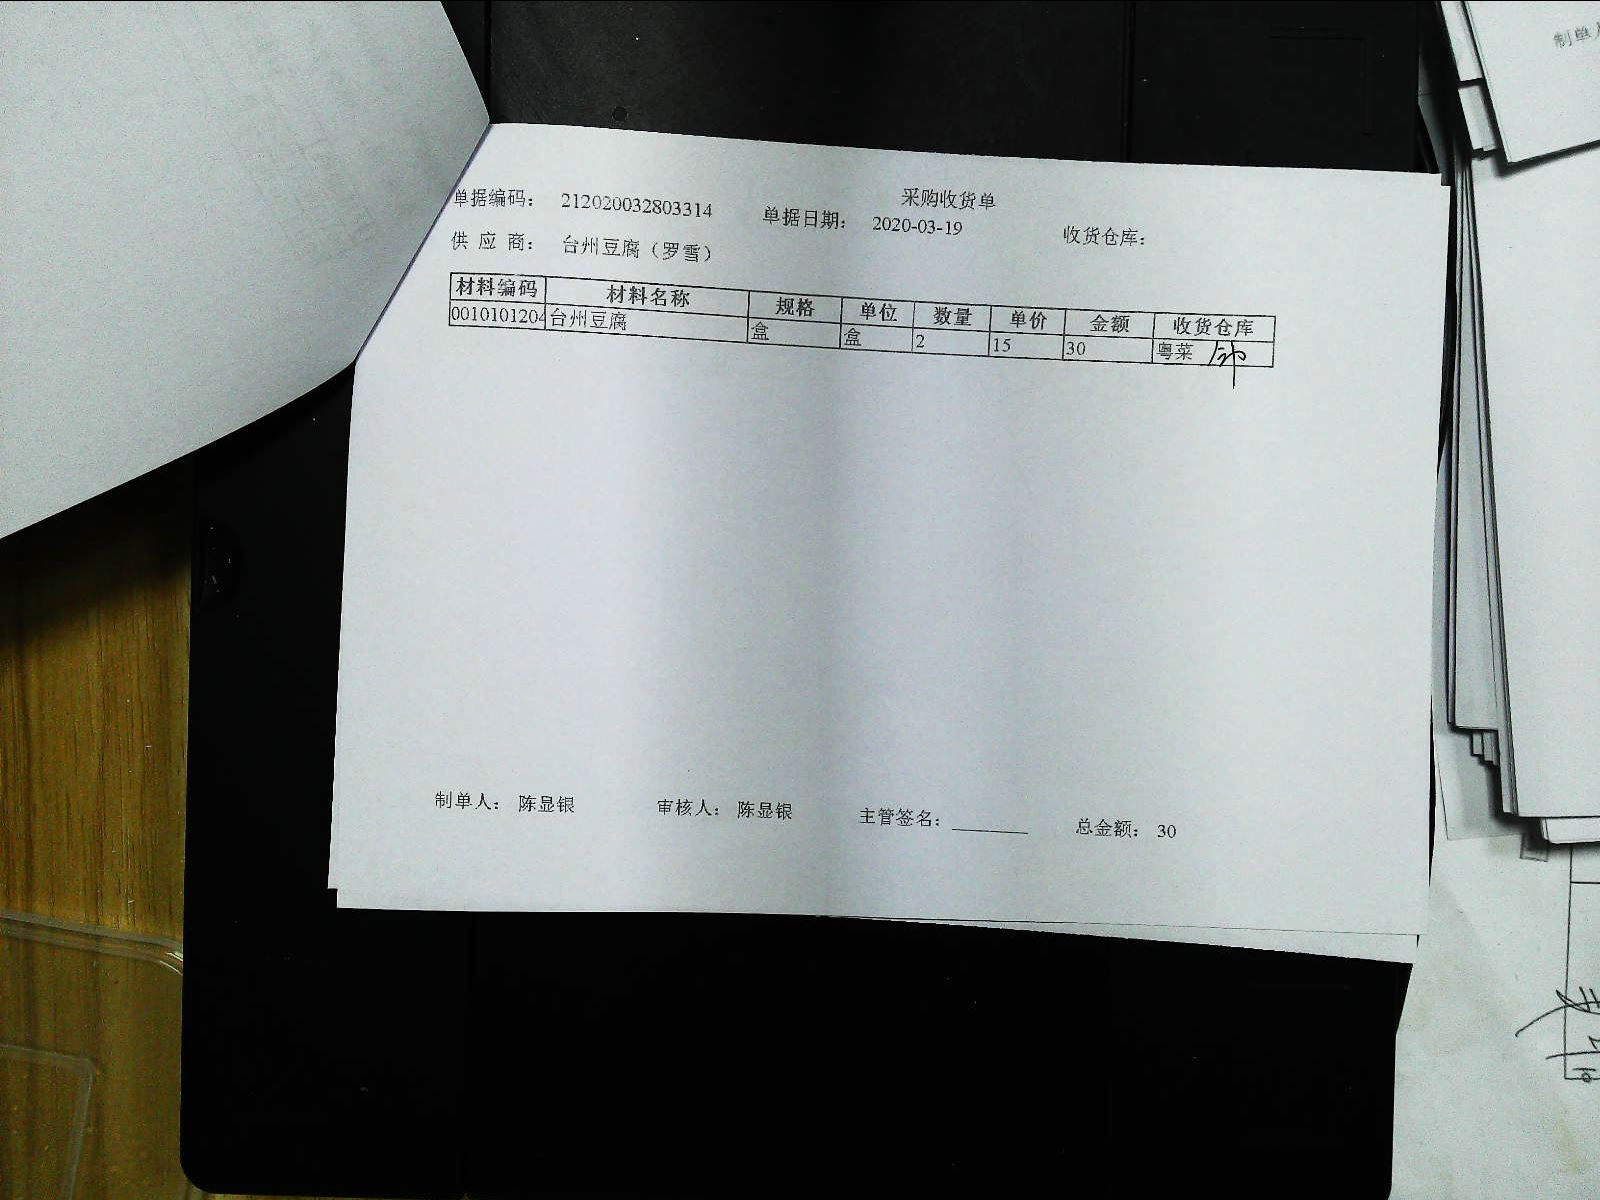 采购收货单
单据编码： 212020032803314 单据日期： 2020-03-19 收货仓库：
供 应 商： 台州豆腐（罗雪）
材料编码 材料名称 规格 单位 数量 单价 金额 收货仓库
0010101204 台州豆腐 盒 盒 2 15 30 粤菜
制单人： 陈显银 审核人： 陈显银 主管签名： 总金额： 30
制单人